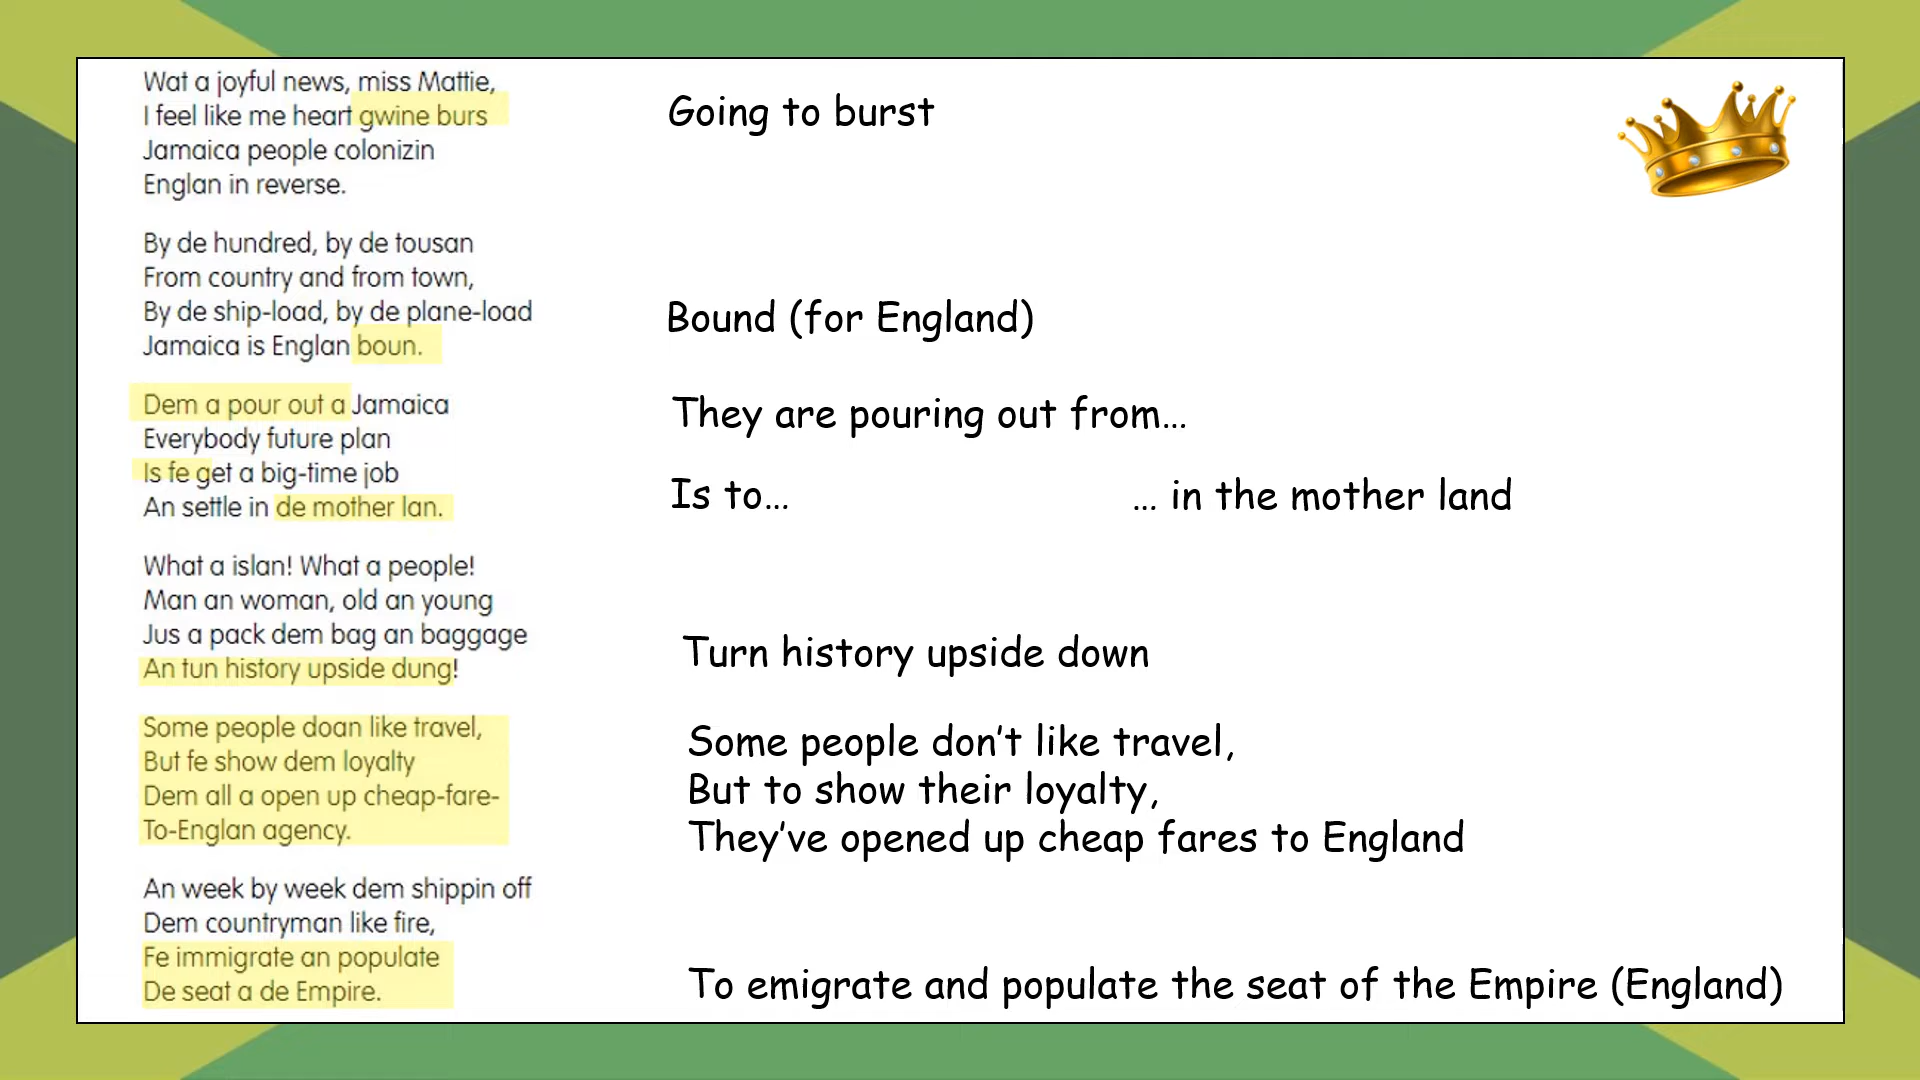 Wat a joyful news, miss Mattie,
I feel like me heart gwine burs
Jamaica people colonizin
Englan in reverse.
By de hundred, by de tousan
From country and from town,
By de ship-load, by de plane-load
Jamaica is Englan boun.
Dem a pour out a Jamaica
Everybody future plan
Is fe get a big-time job
An settle in de mother lan.
What a islan! What a people!
Man an woman, old an young
Jus a pack dem bag an baggage
An tun history upside dung!
Some people doan like travel,
But fe show dem loyalty
Dem all a open up cheap-fare-
To-Englan agency.
An week by week dem shippin off
Dem countryman like fire,
Fe immigrate an populate
De seat a de Empire.
Going to burst
Bound (for England)
They are pouring out from...
Is to...
... in the mother land
Turn history upside down
Some people don't like travel,
But to show their loyalty,
They've opened up cheap fares to England
To emigrate and populate the seat of the Empire (England)